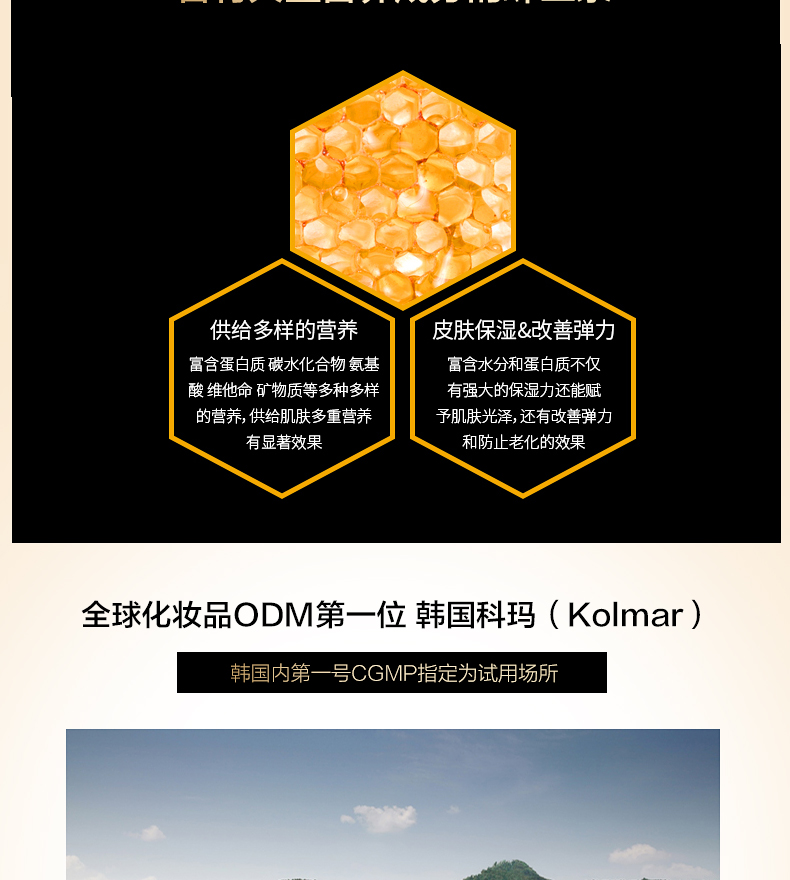 供给多样的营养
富含蛋白质 碳水化合物 氨基
酸 维他命 矿物质等多种多样
的营养, 供给肌肤多重营养
有显著效果
皮肤保湿&改善弹力
富含水分和蛋白质不仅
有强大的保湿力还能赋
予肌肤光泽, 还有改善弹力
和防止老化的效果
全球化妆品ODM第一位 韩国科玛（Kolmar）
韩国内第一号CGMP指定为试用场所